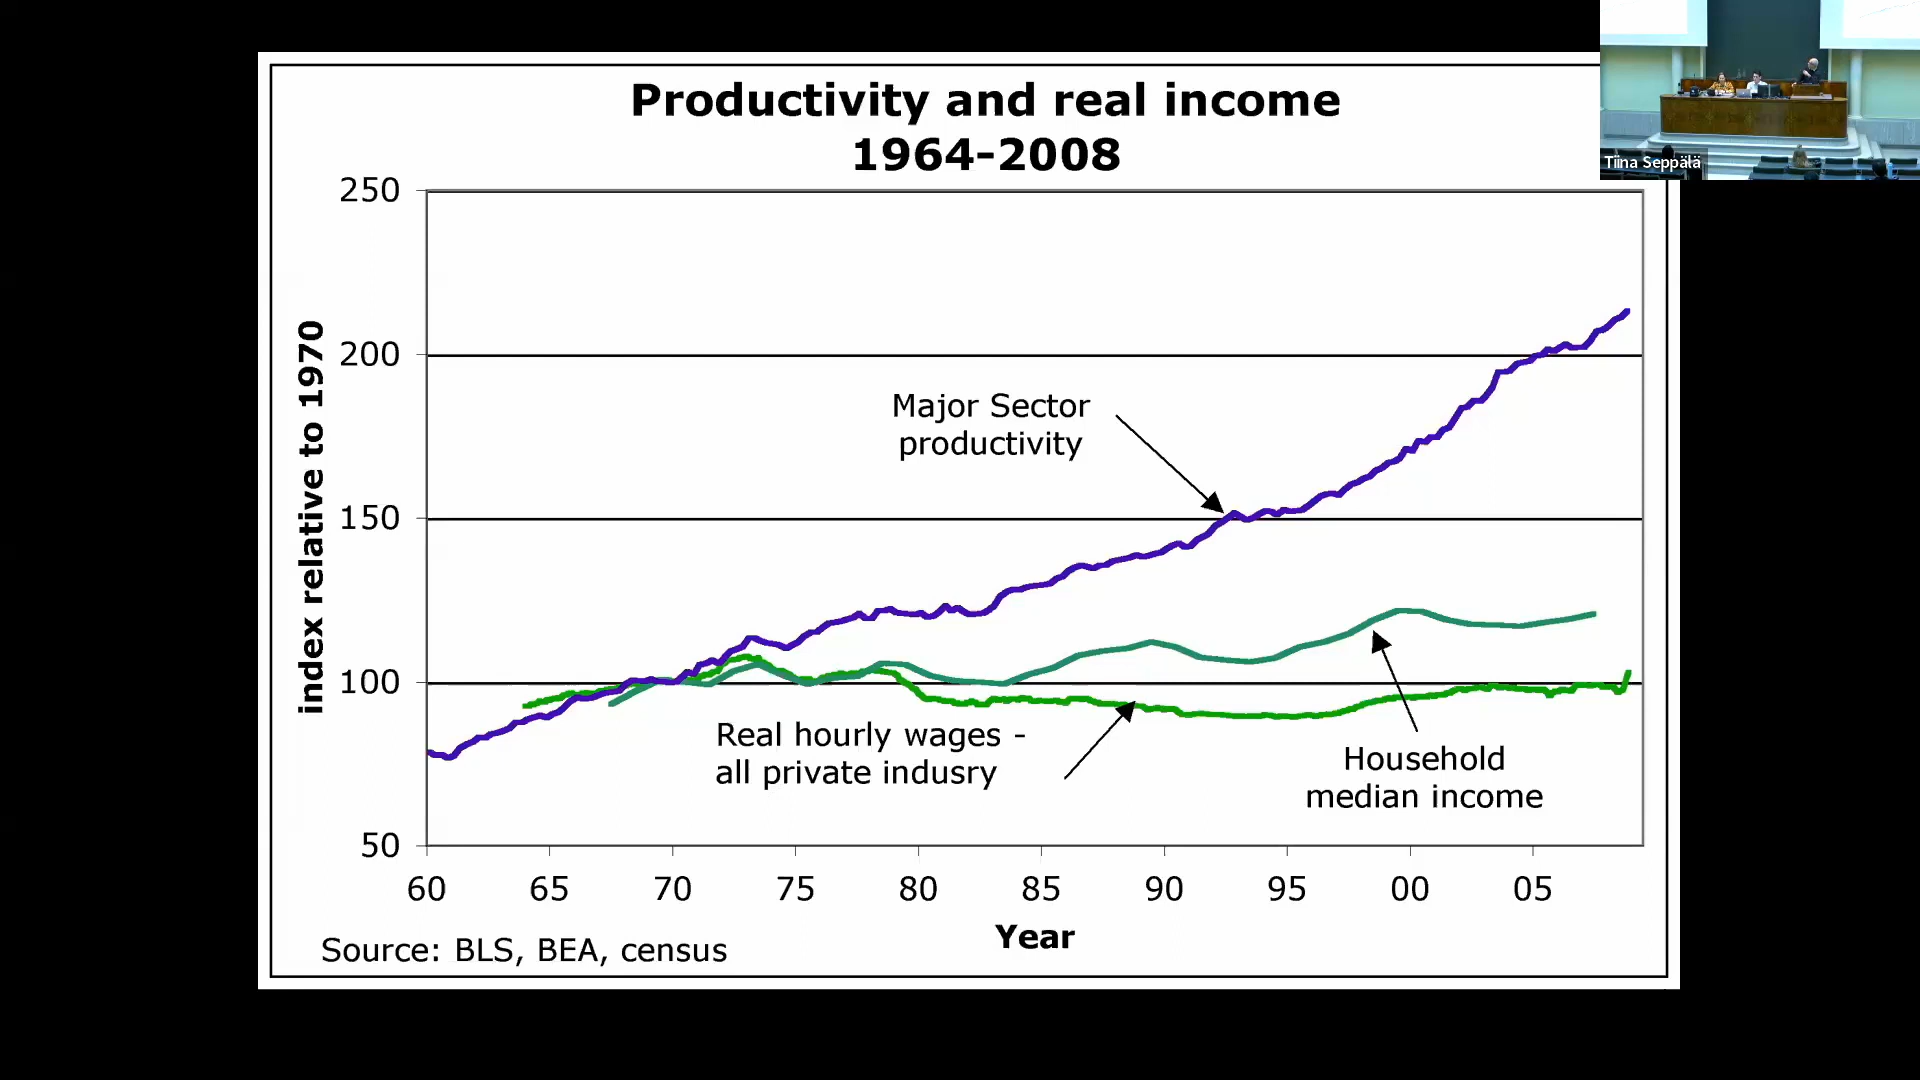 Productivity and real income
1964-2008
Tiina Seppälä
250
200
150
100
50
index relative to 1970
Major Sector
productivity
Real hourly wages -
all private indusry
Household
median income
60 65 70 75 80 85 90 95 00 05
Year
Source: BLS, BEA, census